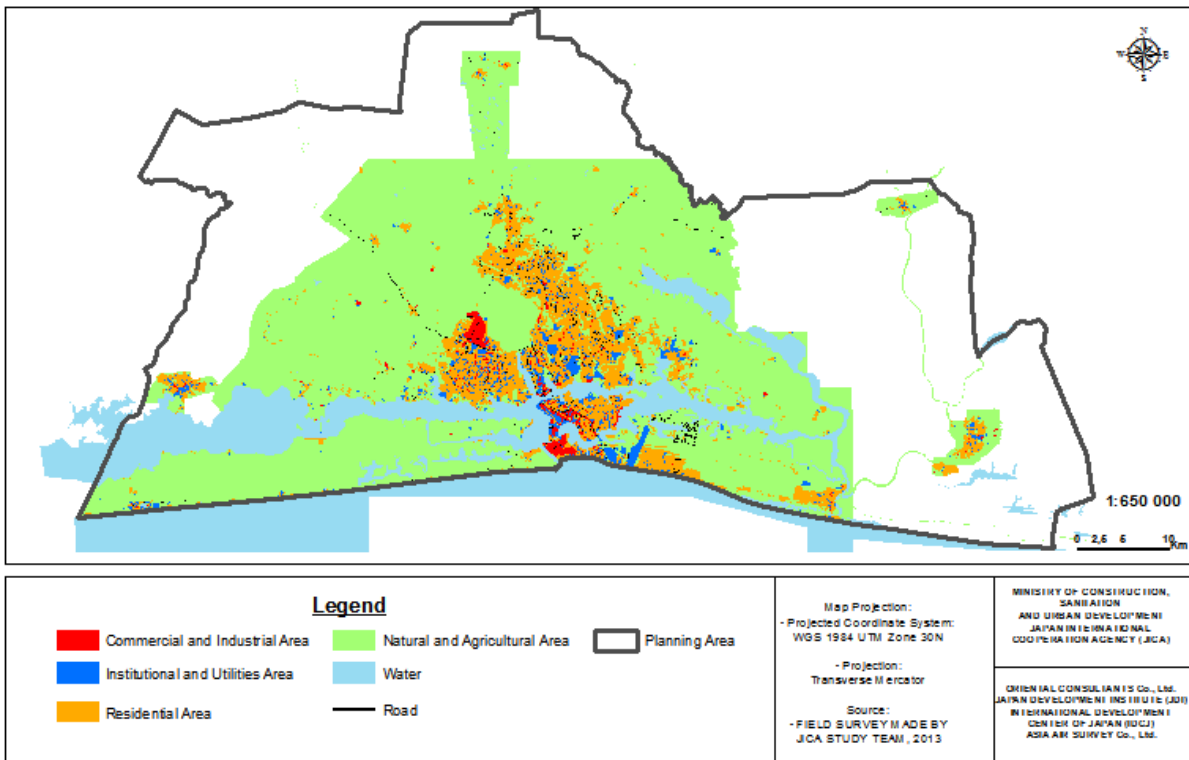 N
W E
S
1:650 000
0 2,5 5 10
Km
Legend
Commercial and Industrial Area
Institutional and Utilities Area
Residential Area
Natural and Agricultural Area
Water
Road
Planning Area
Map Projection:
- Projected Coordinate System:
WGS 1984 UTM Zone 30N
- Projection:
Transverse Mercator
Source:
- FIELD SURVEY MADE BY
JICA STUDY TEAM, 2013
MINISTRY OF CONSTRUCTION,
SANITATION
AND URBAN DEVELOPMENT
JAPAN INTERNATIONAL
COOPERATION AGENCY (JICA)
ORIENTAL CONSULTANTS Co., Ltd.
JAPAN DEVELOPMENT INSTITUTE (JDI)
INTERNATIONAL DEVELOPMENT
CENTER OF JAPAN (IDCJ)
ASIA AIR SURVEY Co., Ltd.